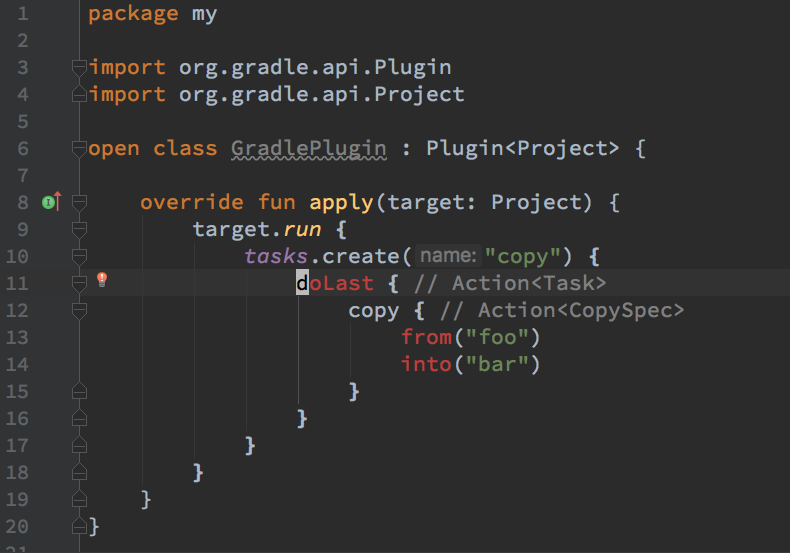 1 package my
2
3 import org.gradle.api.Plugin
4 import org.gradle.api.Project
5
6 open class GradlePlugin : Plugin<Project> {
7
8 override fun apply(target: Project) {
9 target.run {
10 tasks.create( name: "copy") {
11 doLast { // Action<Task>
12 copy { // Action<CopySpec>
13 from("foo")
14 into("bar")
15 }
16 }
17 }
18 }
19 }
20 }